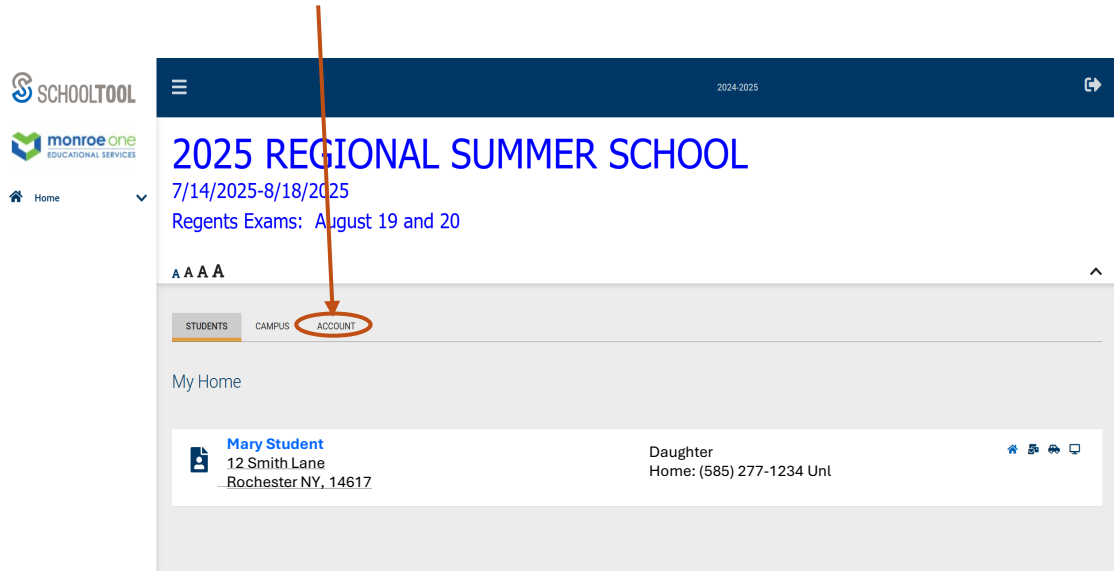 SCHOOLTOOL
2024-2025
monroe one
EDUCATIONAL SERVICES
Home
2025 REGIONAL SUMMER SCHOOL
7/14/2025-8/18/2025
Regents Exams: August 19 and 20
A A A A
STUDENTS CAMPUS ACCOUNT
My Home
Mary Student
12 Smith Lane
Rochester NY, 14617
Daughter
Home: (585) 277-1234 Unl